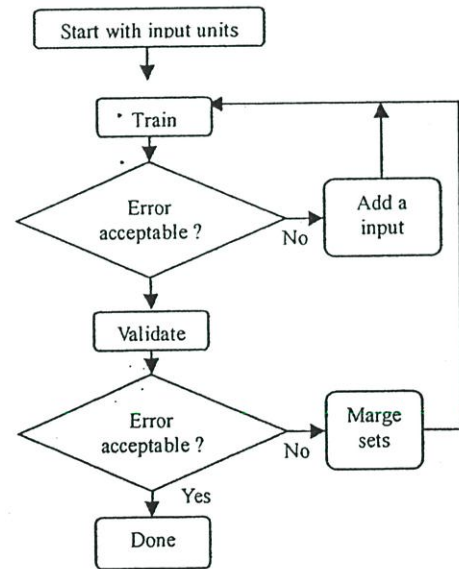 Start with input units
Train
Error
acceptable ?
No
Add a
input
Validate
Error
acceptable ?
No
Marge
sets
Yes
Done